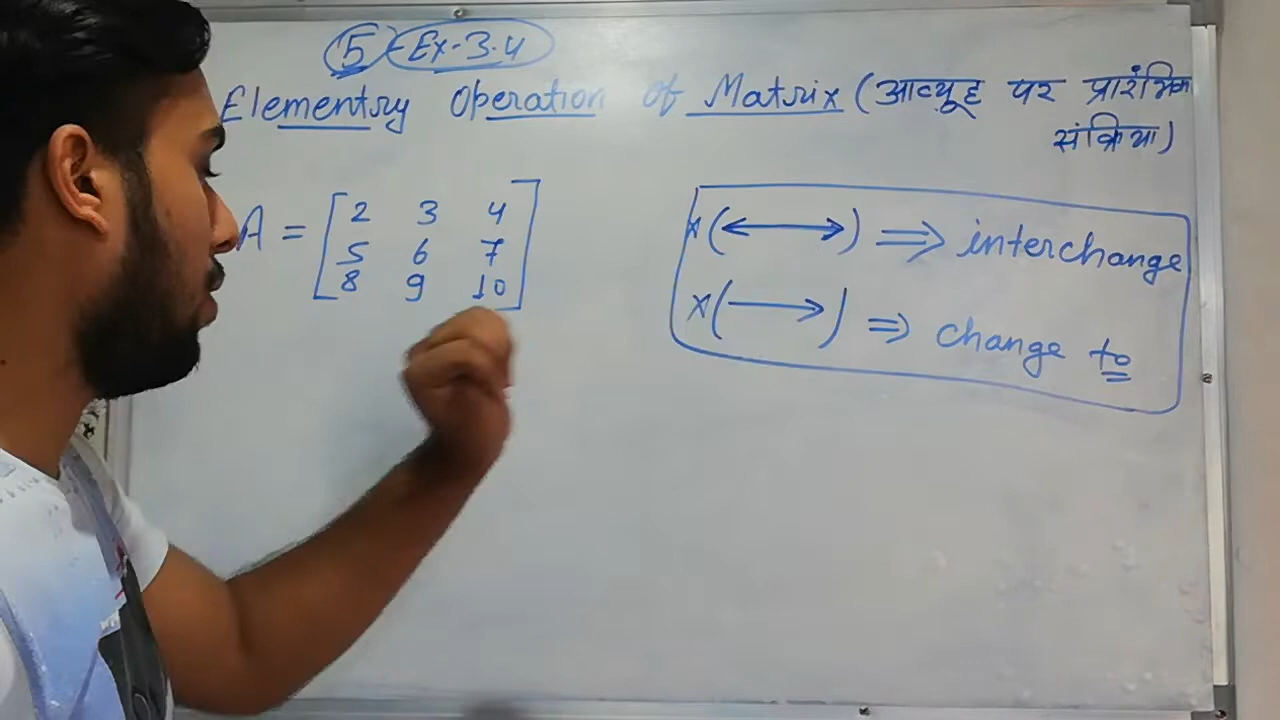 5 Ex-3.4
Elementry Operation of Matrix (आव्यूह पर प्रारंभिक
संक्रिया)
A = [2 3 4
5 6 7
8 9 10]
x(⟷) ⇒ interchange
x(⟶) ⇒ change to